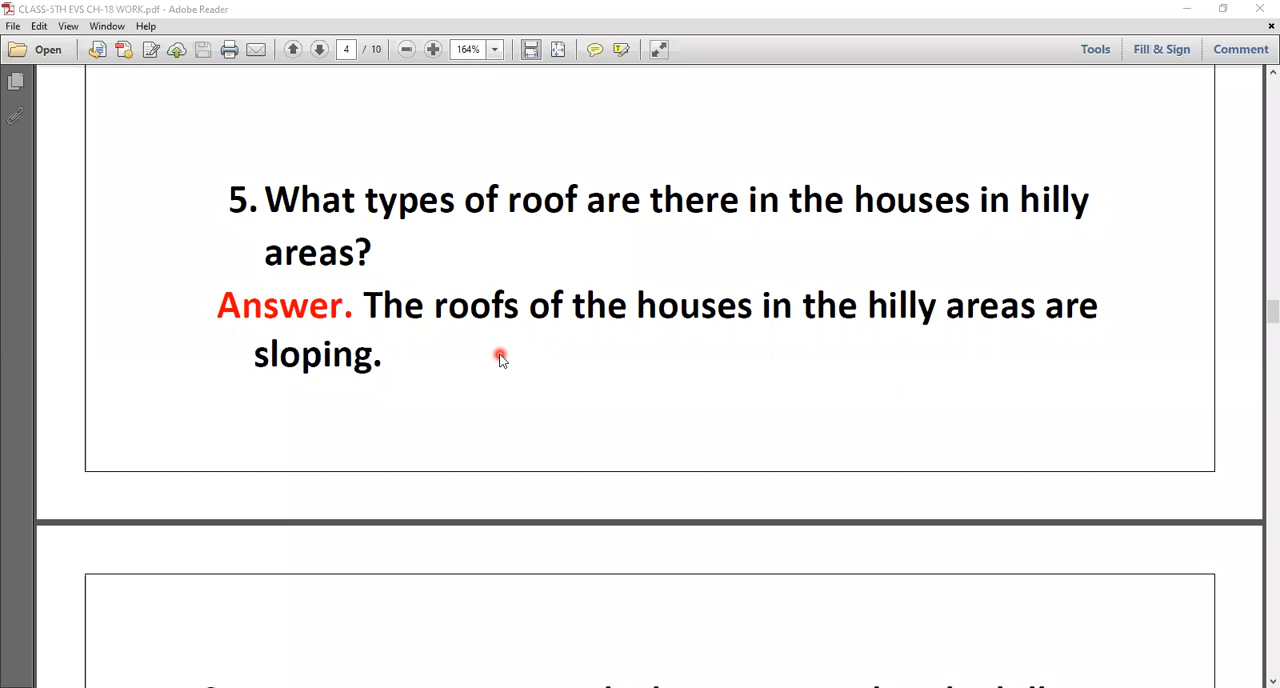 CLASS-5TH EVS CH-18 WORK.pdf - Adobe Reader
File Edit View Window Help
Open 4 / 10 164% Tools Fill & Sign Comment
5. What types of roof are there in the houses in hilly
areas?
Answer. The roofs of the houses in the hilly areas are
sloping.